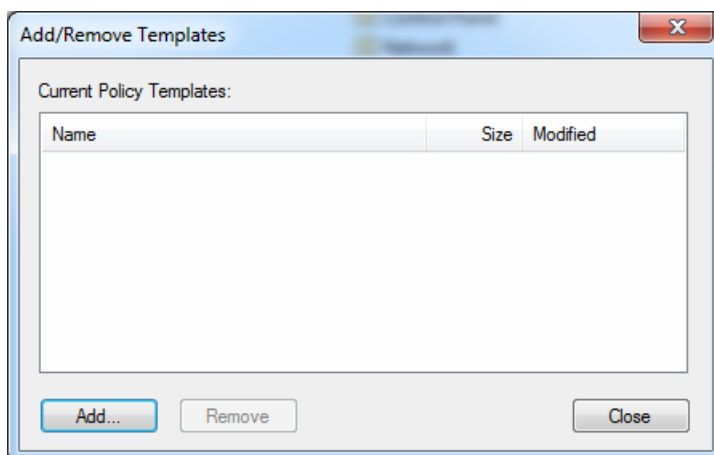 Add/Remove Templates
Current Policy Templates:
Name Size Modified
Add... Remove Close